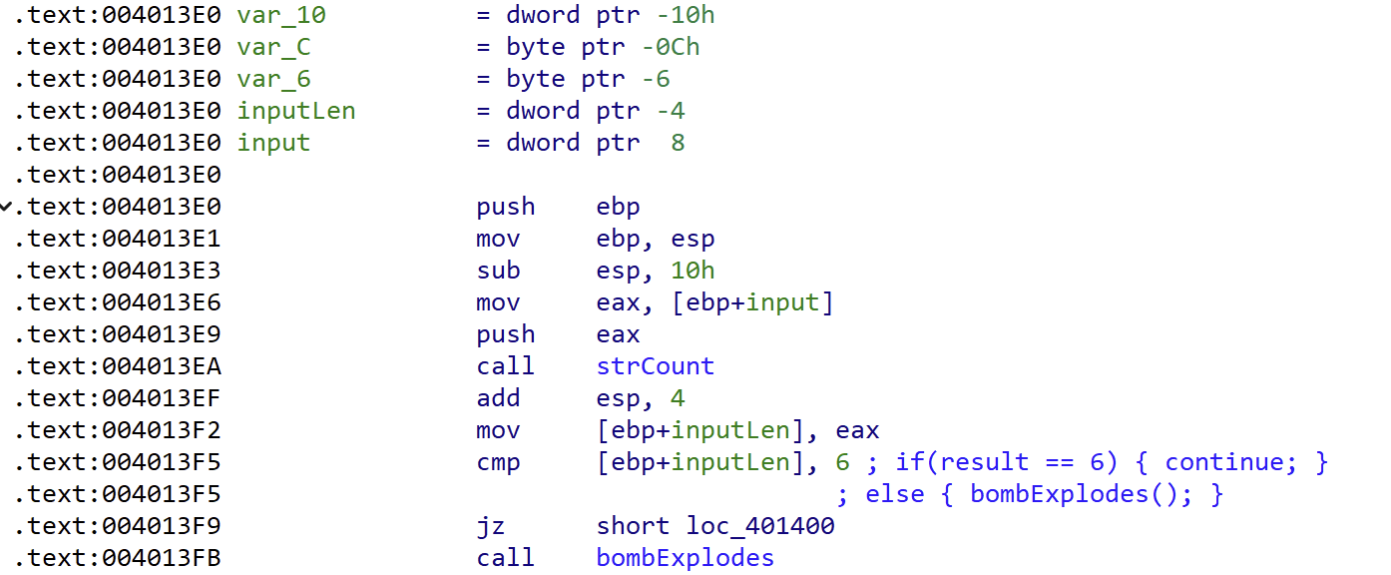 .text:004013E0 var_10 = dword ptr -10h
.text:004013E0 var_C = byte ptr -0Ch
.text:004013E0 var_6 = byte ptr -6
.text:004013E0 inputLen = dword ptr -4
.text:004013E0 input = dword ptr 8
.text:004013E0
.text:004013E0 push ebp
.text:004013E1 mov ebp, esp
.text:004013E3 sub esp, 10h
.text:004013E6 mov eax, [ebp+input]
.text:004013E9 push eax
.text:004013EA call strCount
.text:004013EF add esp, 4
.text:004013F2 mov [ebp+inputLen], eax
.text:004013F5 cmp [ebp+inputLen], 6 ; if(result == 6) { continue; }
.text:004013F5 ; else { bombExplodes(); }
.text:004013F9 jz short loc_401400
.text:004013FB call bombExplodes